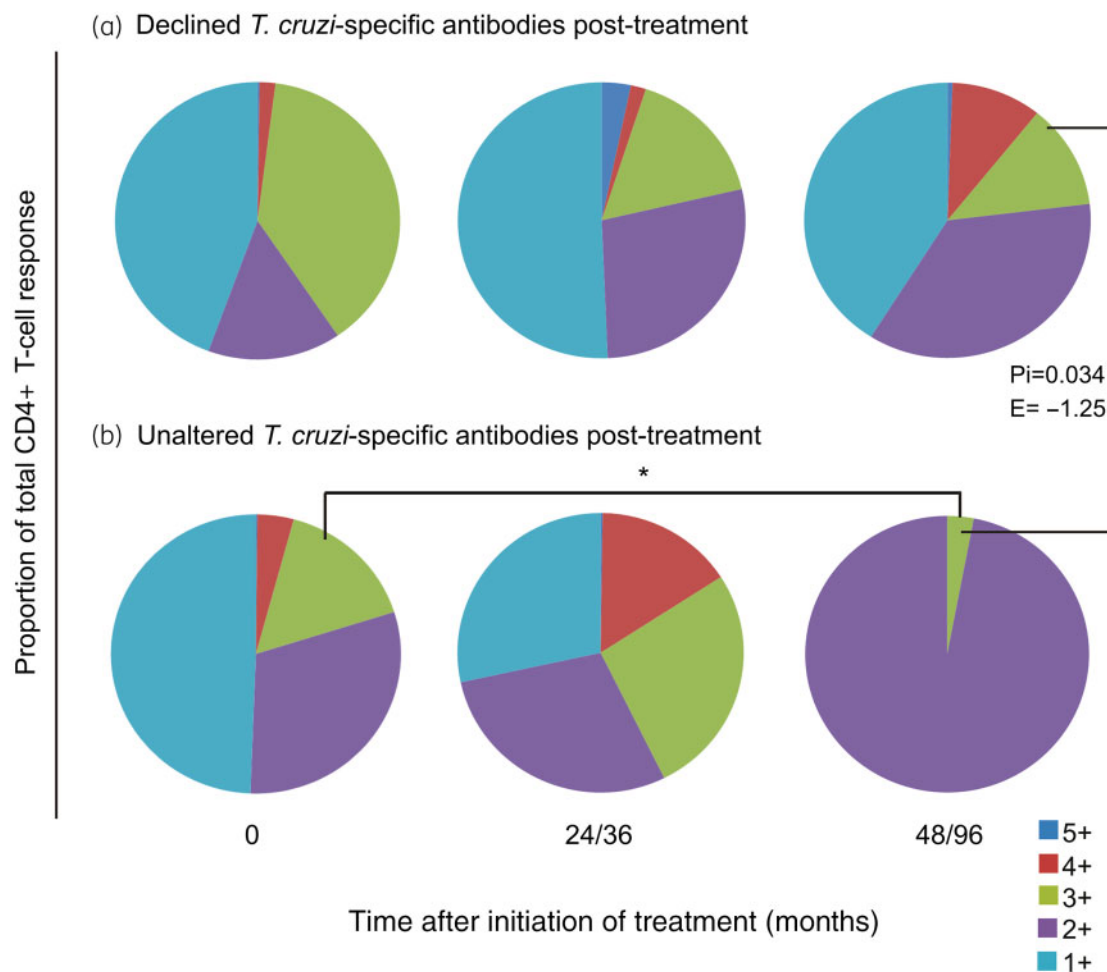 (a) Declined T. cruzi-specific antibodies post-treatment
Proportion of total CD4+ T-cell response
Pi=0.034
E= −1.25
(b) Unaltered T. cruzi-specific antibodies post-treatment
*
0
24/36
48/96
5+
4+
3+
2+
1+
Time after initiation of treatment (months)